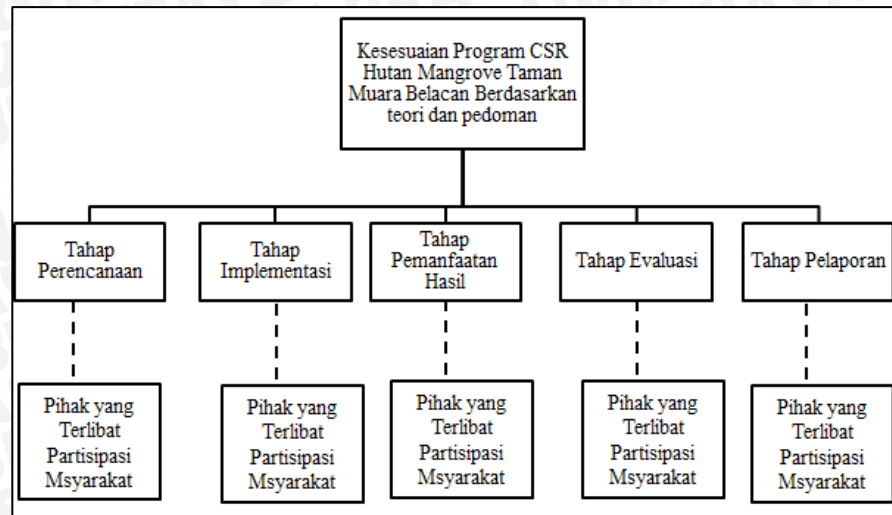 Kesesuaian Program CSR
Hutan Mangrove Taman
Muara Belacan Berdasarkan
teori dan pedoman
Tahap
Perencanaan
Tahap
Implementasi
Tahap
Pemanfaatan
Hasil
Tahap Evaluasi
Tahap Pelaporan
Pihak yang
Terlibat
Partisipasi
Msyarakat
Pihak yang
Terlibat
Partisipasi
Msyarakat
Pihak yang
Terlibat
Partisipasi
Msyarakat
Pihak yang
Terlibat
Partisipasi
Msyarakat
Pihak yang
Terlibat
Partisipasi
Msyarakat